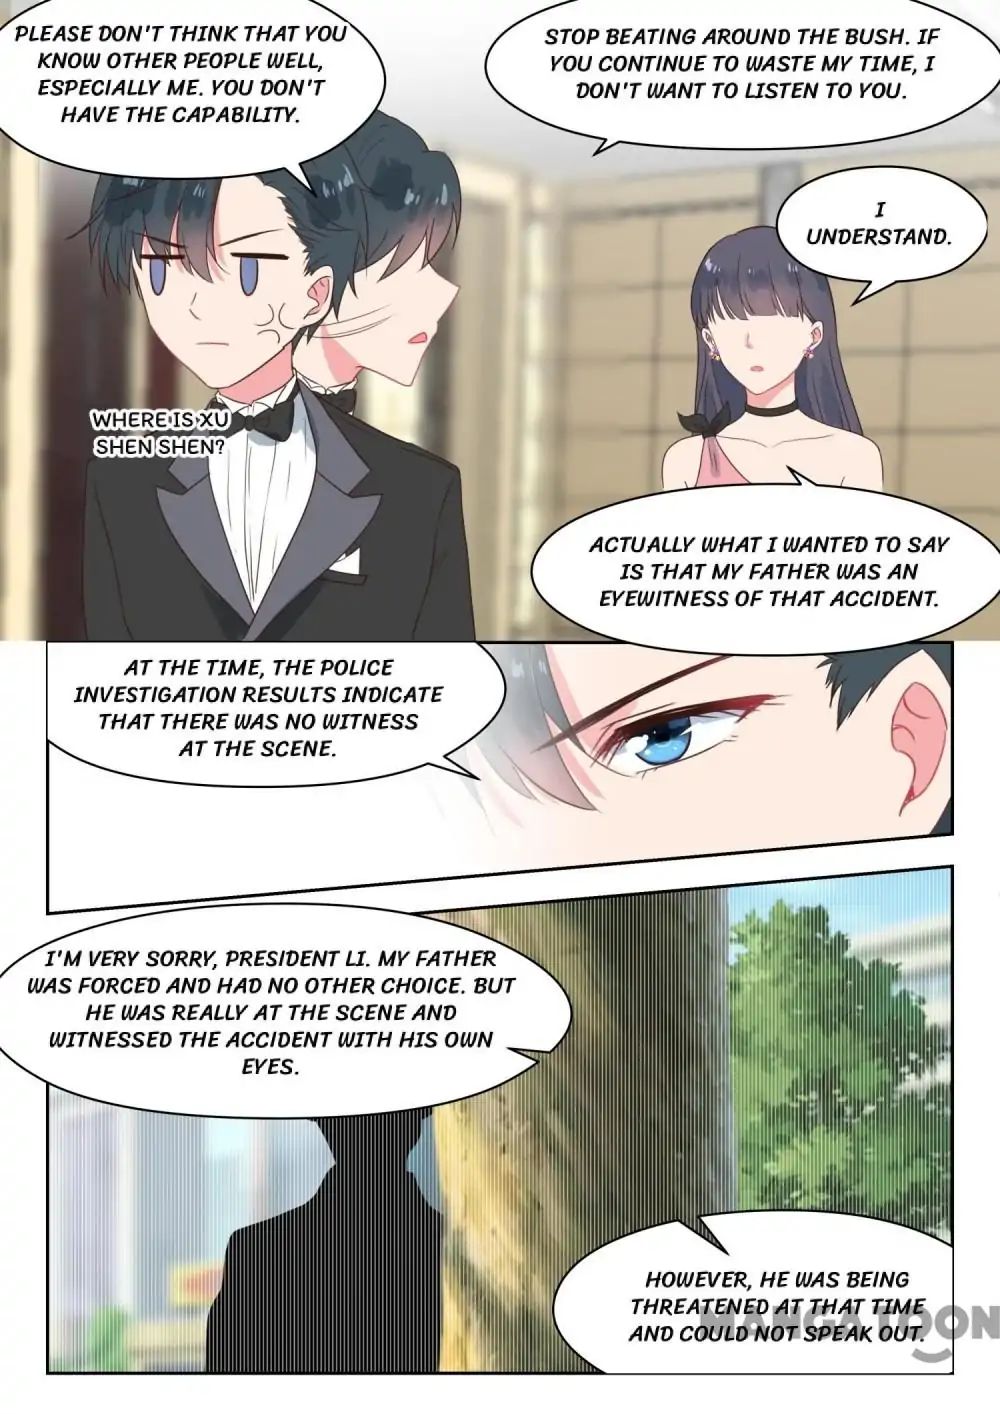 PLEASE DON'T THINK THAT YOU
KNOW OTHER PEOPLE WELL,
ESPECIALLY ME. YOU DON'T
HAVE THE CAPABILITY.
STOP BEATING AROUND THE BUSH. IF
YOU CONTINUE TO WASTE MY TIME, I
DON'T WANT TO LISTEN TO YOU.
I
UNDERSTAND.
WHERE IS XU
SHEN SHEN?
ACTUALLY WHAT I WANTED TO SAY
IS THAT MY FATHER WAS AN
EYEWITNESS OF THAT ACCIDENT.
AT THE TIME, THE POLICE
INVESTIGATION RESULTS INDICATE
THAT THERE WAS NO WITNESS
AT THE SCENE.
I'M VERY SORRY, PRESIDENT LI. MY FATHER
WAS FORCED AND HAD NO OTHER CHOICE. BUT
HE WAS REALLY AT THE SCENE AND
WITNESSED THE ACCIDENT WITH HIS OWN
EYES.
HOWEVER, HE WAS BEING
THREATENED AT THAT TIME
AND COULD NOT SPEAK OUT.
MANGATOON